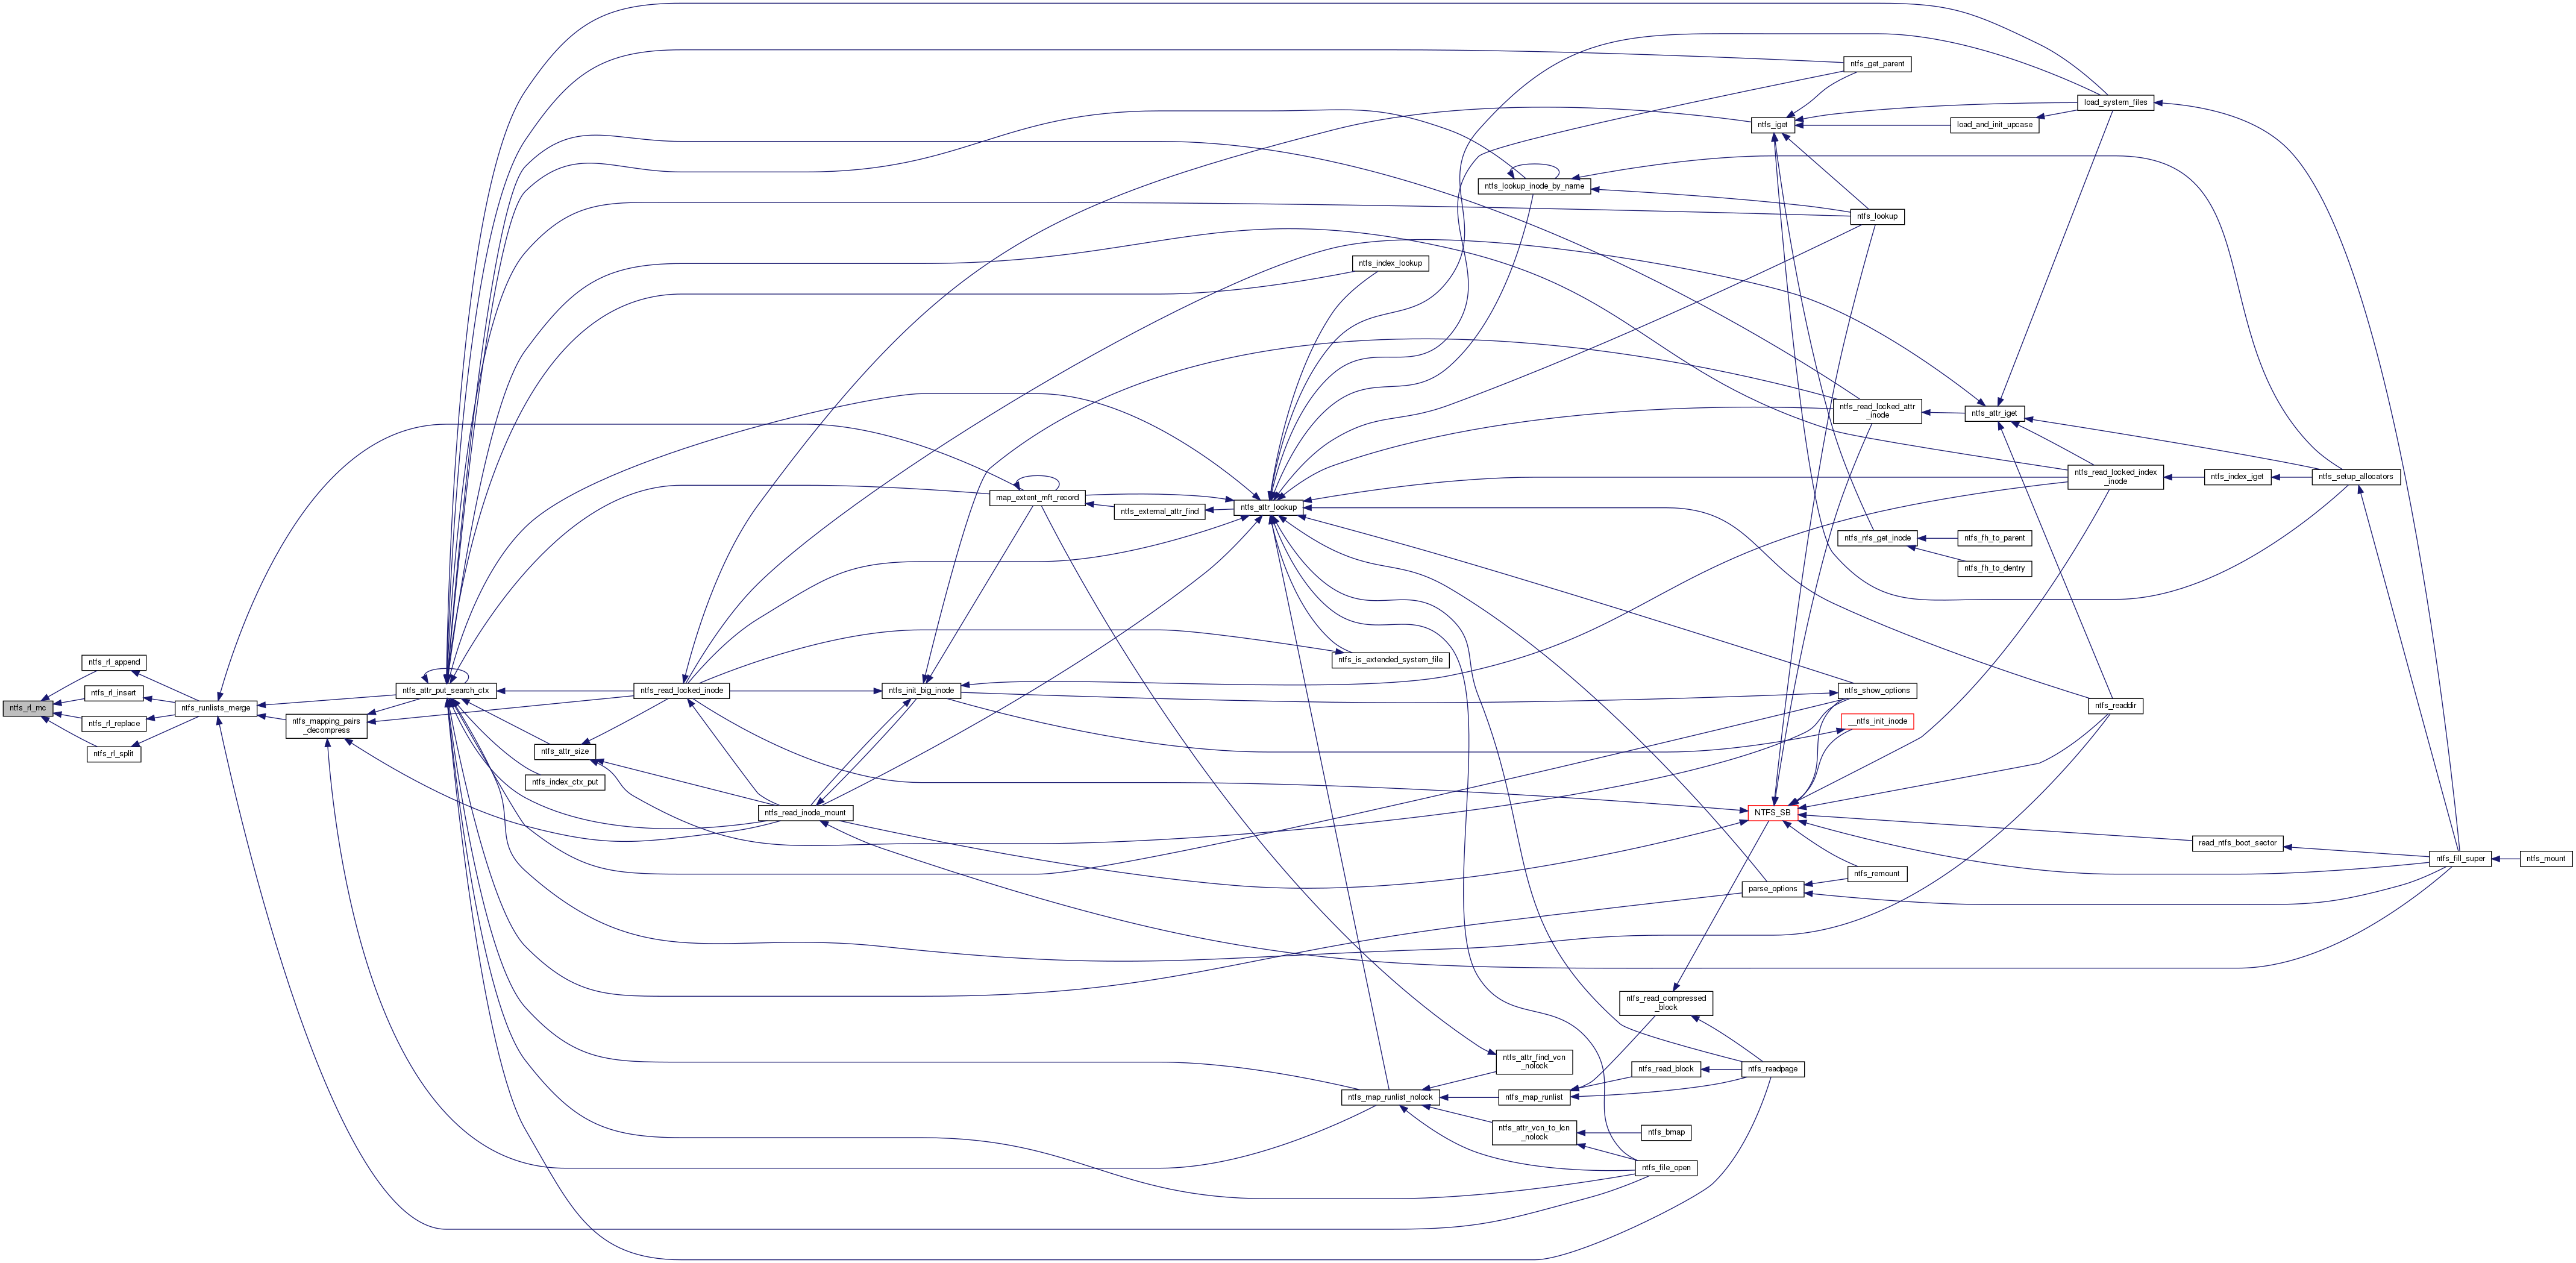 ntfs_rl_mc
ntfs_rl_append
ntfs_rl_insert
ntfs_rl_replace
ntfs_rl_split
ntfs_runlists_merge
ntfs_mapping_pairs
_decompress
ntfs_attr_put_search_ctx
ntfs_attr_size
ntfs_index_ctx_put
ntfs_read_locked_inode
ntfs_read_inode_mount
ntfs_init_big_inode
map_extent_mft_record
ntfs_external_attr_find
ntfs_attr_lookup
ntfs_index_lookup
ntfs_is_extended_system_file
ntfs_map_runlist_nolock
ntfs_lookup_inode_by_name
ntfs_attr_find_vcn
_nolock
ntfs_map_runlist
ntfs_attr_vcn_to_lcn
_nolock
ntfs_read_compressed
_block
ntfs_read_block
ntfs_bmap
ntfs_file_open
ntfs_iget
NTFS_SB
parse_options
ntfs_readpage
ntfs_get_parent
ntfs_lookup
ntfs_read_locked_attr
_inode
ntfs_nfs_get_inode
ntfs_show_options
__ntfs_init_inode
ntfs_remount
load_and_init_upcase
ntfs_attr_iget
ntfs_fh_to_parent
ntfs_fh_to_dentry
load_system_files
ntfs_read_locked_index
_inode
ntfs_readdir
ntfs_index_iget
read_ntfs_boot_sector
ntfs_setup_allocators
ntfs_fill_super
ntfs_mount